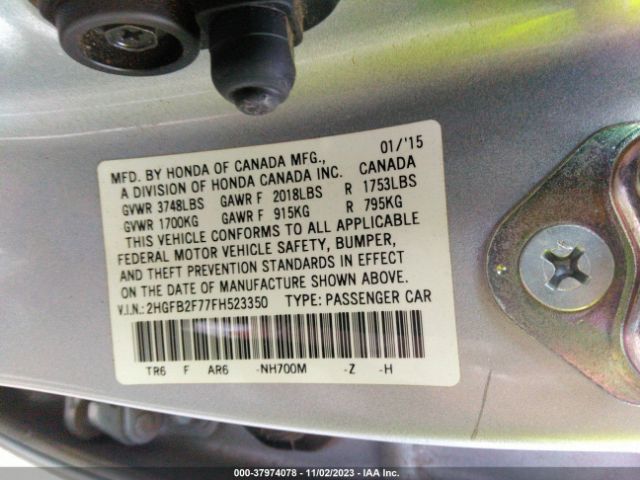 01/'15
MFD. BY HONDA OF CANADA MFG.,
A DIVISION OF HONDA CANADA INC. CANADA
GVWR 3748LBS GAWR F 2018LBS R 1753LBS
GVWR 1700KG GAWR F 915KG R 795KG
THIS VEHICLE CONFORMS TO ALL APPLICABLE
FEDERAL MOTOR VEHICLE SAFETY, BUMPER,
AND THEFT PREVENTION STANDARDS IN EFFECT
ON THE DATE OF MANUFACTURE SHOWN ABOVE.
V.I.N.: 2HGFB2F77FH523350 TYPE: PASSENGER CAR
TR6 F AR6 -NH700M -Z -H
000-37974078 - 11/02/2023 - IAA Inc.